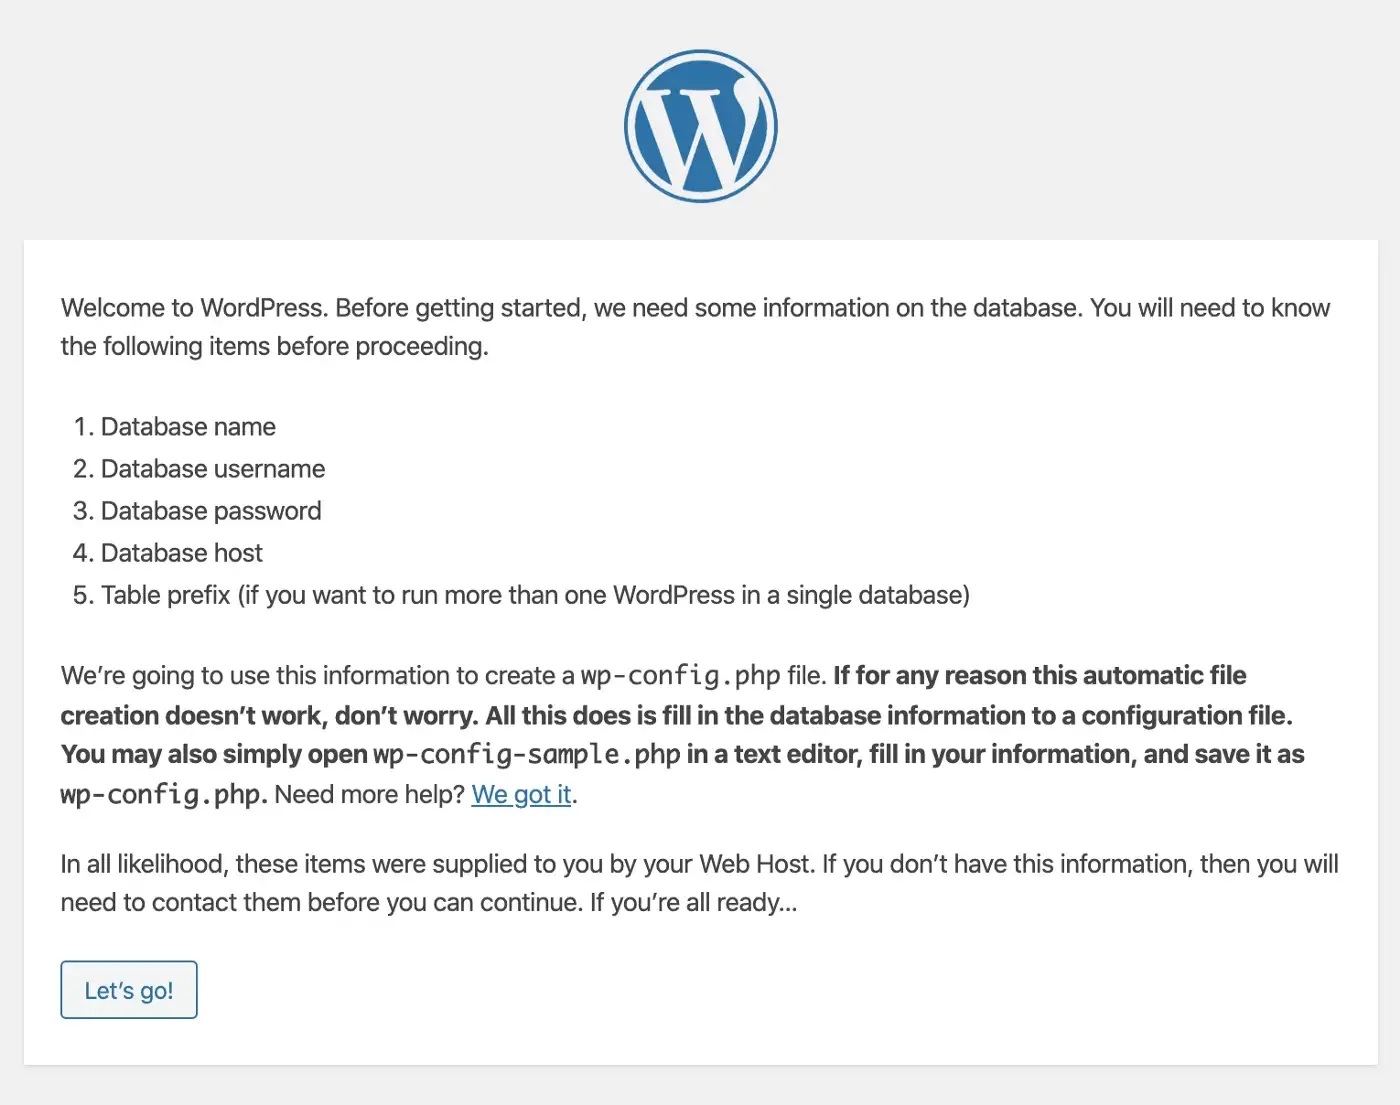 Welcome to WordPress. Before getting started, we need some information on the database. You will need to know
the following items before proceeding.
1. Database name
2. Database username
3. Database password
4. Database host
5. Table prefix (if you want to run more than one WordPress in a single database)
We’re going to use this information to create a wp-config.php file. If for any reason this automatic file
creation doesn’t work, don’t worry. All this does is fill in the database information to a configuration file.
You may also simply open wp-config-sample.php in a text editor, fill in your information, and save it as
wp-config.php. Need more help? We got it.
In all likelihood, these items were supplied to you by your Web Host. If you don’t have this information, then you will
need to contact them before you can continue. If you’re all ready…
Let’s go!